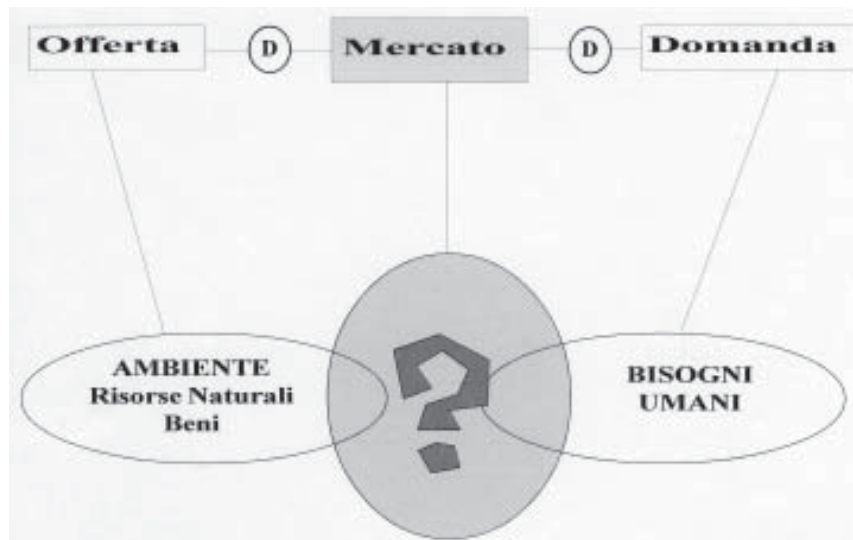 Offerta D Mercato D Domanda
?
AMBIENTE
Risorse Naturali
Beni
BISOGNI
UMANI